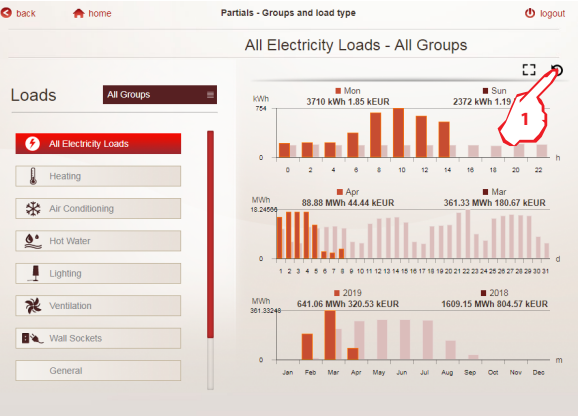 back home Partials - Groups and load type logout
All Electricity Loads - All Groups
Loads All Groups
All Electricity Loads
Heating
Air Conditioning
Hot Water
Lighting
Ventilation
Wall Sockets
General
Mon Sun
kWh 3710 kWh 1.85 kEUR 2372 kWh 1.19
754
1
0
0 2 4 6 8 10 12 14 16 18 20 22 h
Apr Mar
MWh 88.88 MWh 44.44 kEUR 361.33 MWh 180.67 kEUR
18.24566
0 d
1 2 3 4 5 6 7 8 9 10 11 12 13 14 15 16 17 18 19 20 21 22 23 24 25 26 27 28 29 30 31
2019 2018
MWh 641.06 MWh 320.53 kEUR 1609.15 MWh 804.57 kEUR
361.33248
0 m
Jan Feb Mar Apr May Jun Jul Aug Sep Oct Nov Dec